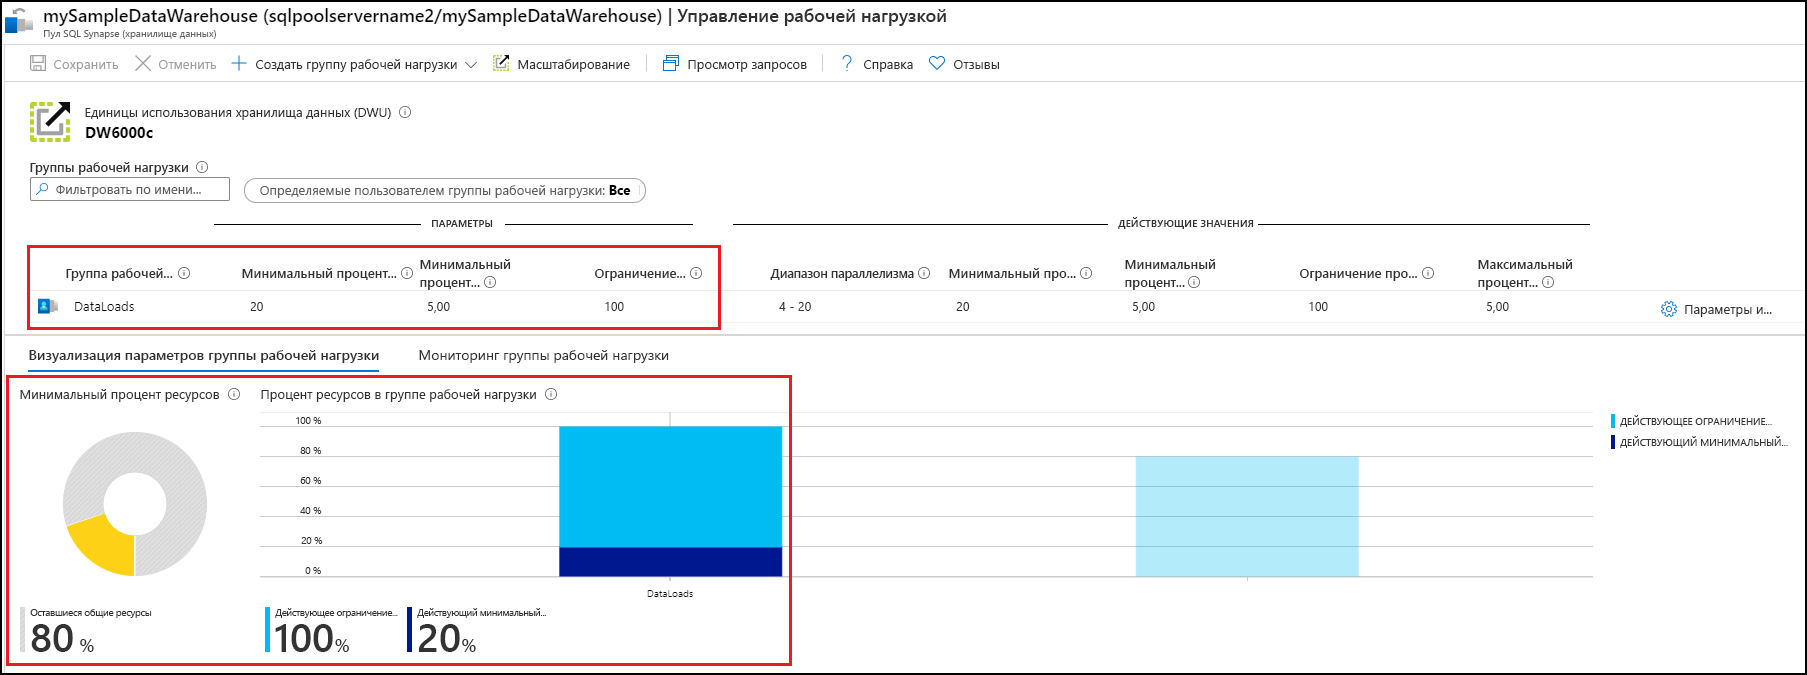 mySampleDataWarehouse (sqlpoolservername2/mySampleDataWarehouse) | Управление рабочей нагрузкой
Пул SQL Synapse (хранилище данных)
Сохранить Отменить Создать группу рабочей нагрузки Масштабирование Просмотр запросов ? Справка Отзывы
Единицы использования хранилища данных (DWU)
DW6000c
Группы рабочей нагрузки
Фильтровать по имени... Определяемые пользователем группы рабочей нагрузки: Все
ПАРАМЕТРЫ ДЕЙСТВУЮЩИЕ ЗНАЧЕНИЯ
Группа рабочей... Минимальный процент... Минимальный процент... Ограничение... Диапазон параллелизма Минимальный про... Минимальный процент... Ограничение про... Максимальный процент...
DataLoads 20 5,00 100 4 - 20 20 5,00 100 5,00 Параметры и...
Визуализация параметров группы рабочей нагрузки Мониторинг группы рабочей нагрузки
Минимальный процент ресурсов Процент ресурсов в группе рабочей нагрузки
100 %
80 %
60 %
40 %
20 %
0 %
DataLoads
ДЕЙСТВУЮЩЕЕ ОГРАНИЧЕНИЕ...
ДЕЙСТВУЮЩИЙ МИНИМАЛЬНЫЙ...
Оставшиеся общие ресурсы Действующее ограничение... Действующий минимальный...
80 % 100% 20%